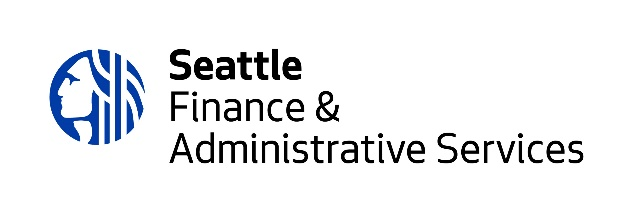 Seattle
Finance &
Administrative Services